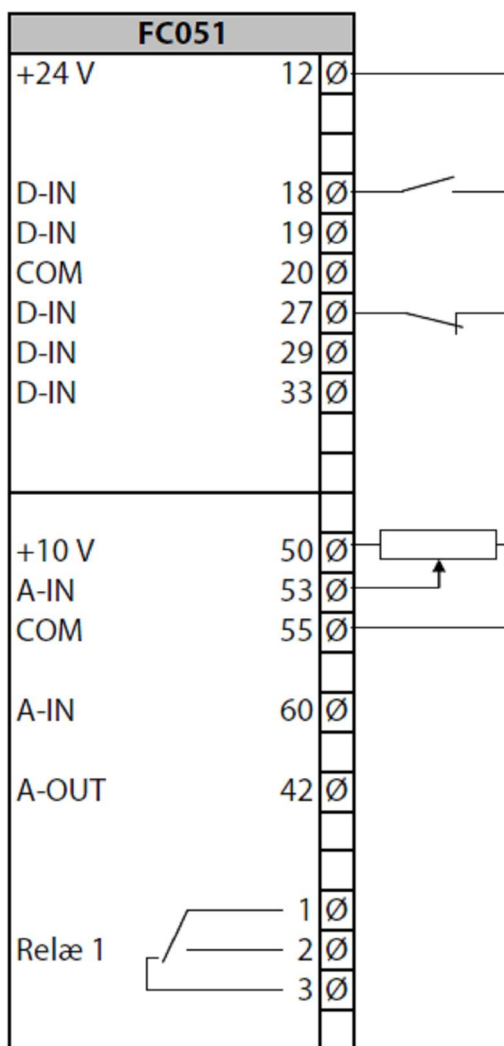 FC051
+24 V 12 Ø
D-IN 18 Ø
D-IN 19 Ø
COM 20 Ø
D-IN 27 Ø
D-IN 29 Ø
D-IN 33 Ø
+10 V 50 Ø
A-IN 53 Ø
COM 55 Ø
A-IN 60 Ø
A-OUT 42 Ø
1 Ø
Relæ 1 2 Ø
3 Ø